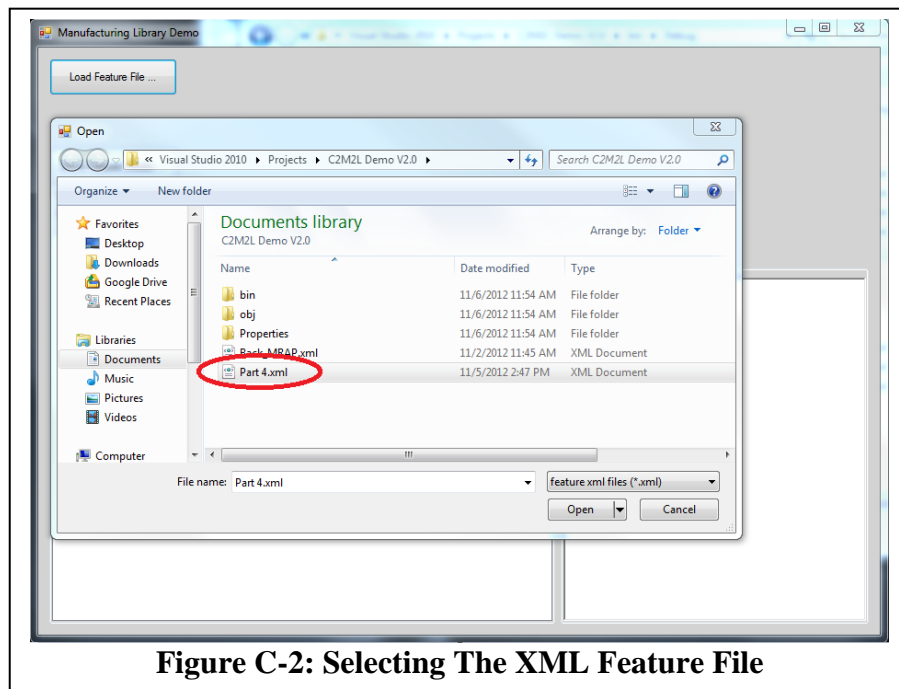 Manufacturing Library Demo
Load Feature File ...
Open
« Visual Studio 2010 ▸ Projects ▸ C2M2L Demo V2.0 ▸
Search C2M2L Demo V2.0
Organize ▾ New folder
Favorites
Desktop
Downloads
Google Drive
Recent Places
Libraries
Documents
Music
Pictures
Videos
Computer
Documents library
C2M2L Demo V2.0
Arrange by: Folder ▾
Name Date modified Type
bin 11/6/2012 11:54 AM File folder
obj 11/6/2012 11:54 AM File folder
Properties 11/6/2012 11:54 AM File folder
Back_MRAP.xml 11/2/2012 11:45 AM XML Document
Part 4.xml 11/5/2012 2:47 PM XML Document
File name: Part 4.xml
feature xml files (*.xml)
Open Cancel
Figure C-2: Selecting The XML Feature File